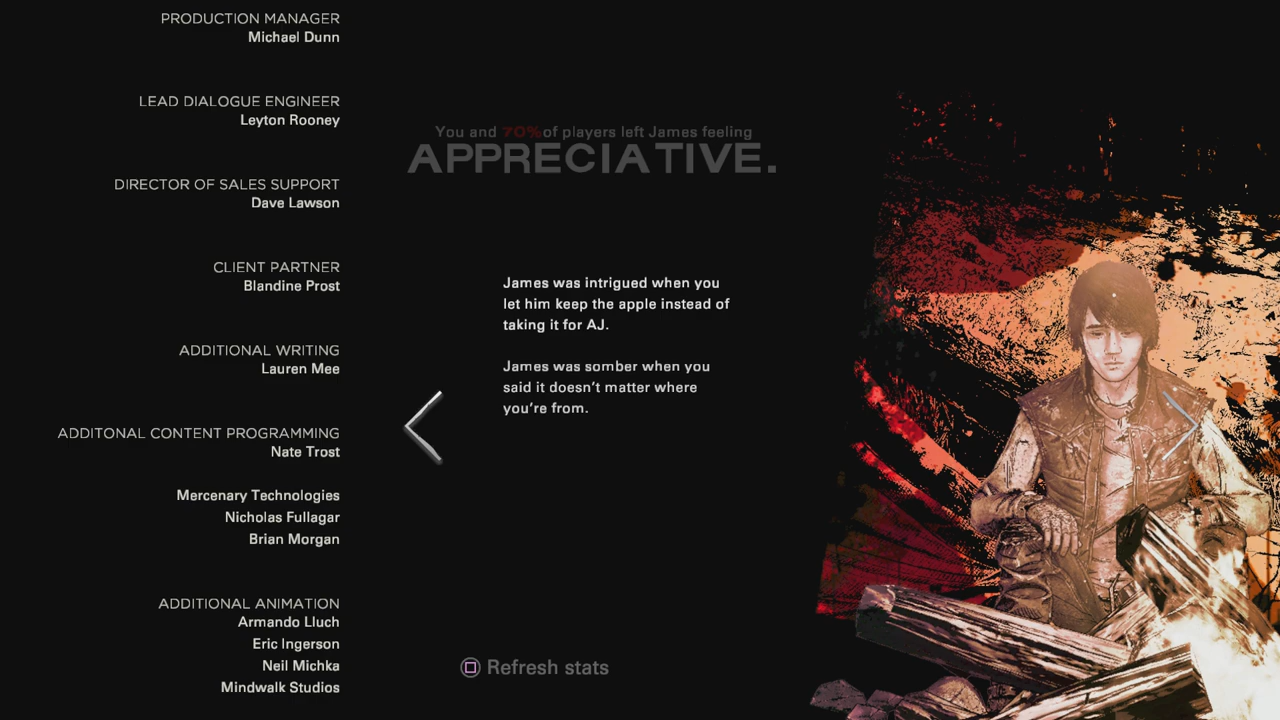 PRODUCTION MANAGER
Michael Dunn
LEAD DIALOGUE ENGINEER
Leyton Rooney
DIRECTOR OF SALES SUPPORT
Dave Lawson
CLIENT PARTNER
Blandine Prost
ADDITIONAL WRITING
Lauren Mee
ADDITONAL CONTENT PROGRAMMING
Nate Trost
Mercenary Technologies
Nicholas Fullagar
Brian Morgan
ADDITIONAL ANIMATION
Armando Lluch
Eric Ingerson
Neil Michka
Mindwalk Studios
You and 70% of players left James feeling
APPRECIATIVE.
James was intrigued when you
let him keep the apple instead of
taking it for AJ.
James was somber when you
said it doesn't matter where
you're from.
Refresh stats